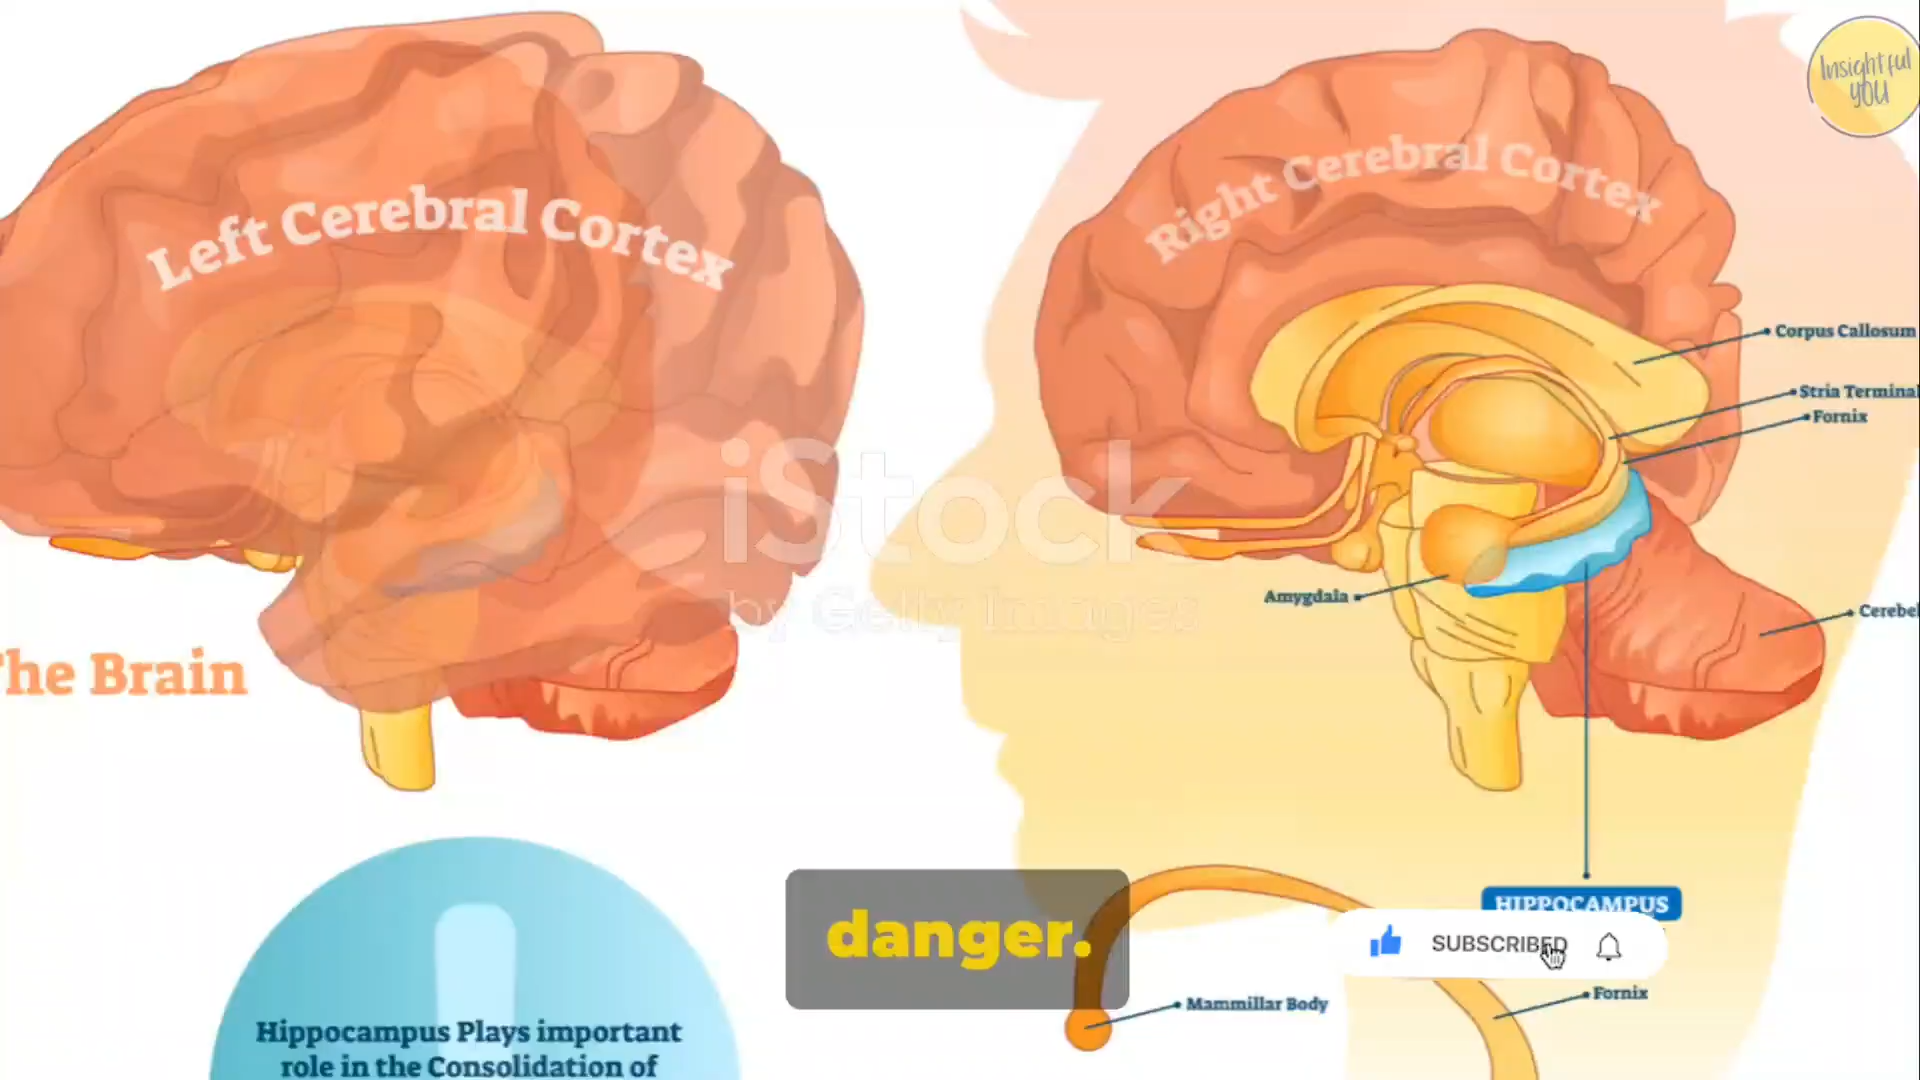 Insightful
YOU
Left Cerebral Cortex
Right Cerebral Cortex
Corpus Callosum
Stria Terminal
Fornix
iStock
by Getty Images
Amygdala
Cerebel
The Brain
HIPPOCAMPUS
danger.
SUBSCRIBED
Fornix
Mammillar Body
Hippocampus Plays important
role in the Consolidation of